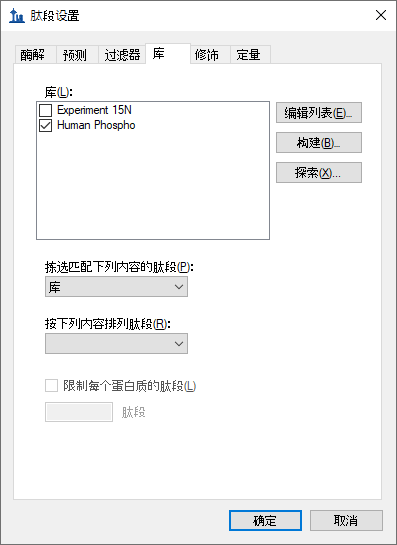 肽段设置
酶解 预测 过滤器 库 修饰 定量
库(L):
Experiment 15N
Human Phospho
编辑列表(E)...
构建(B)...
探索(X)...
拣选匹配下列内容的肽段(P):
库
按下列内容排列肽段(R):
限制每个蛋白质的肽段(L)
肽段
确定 取消